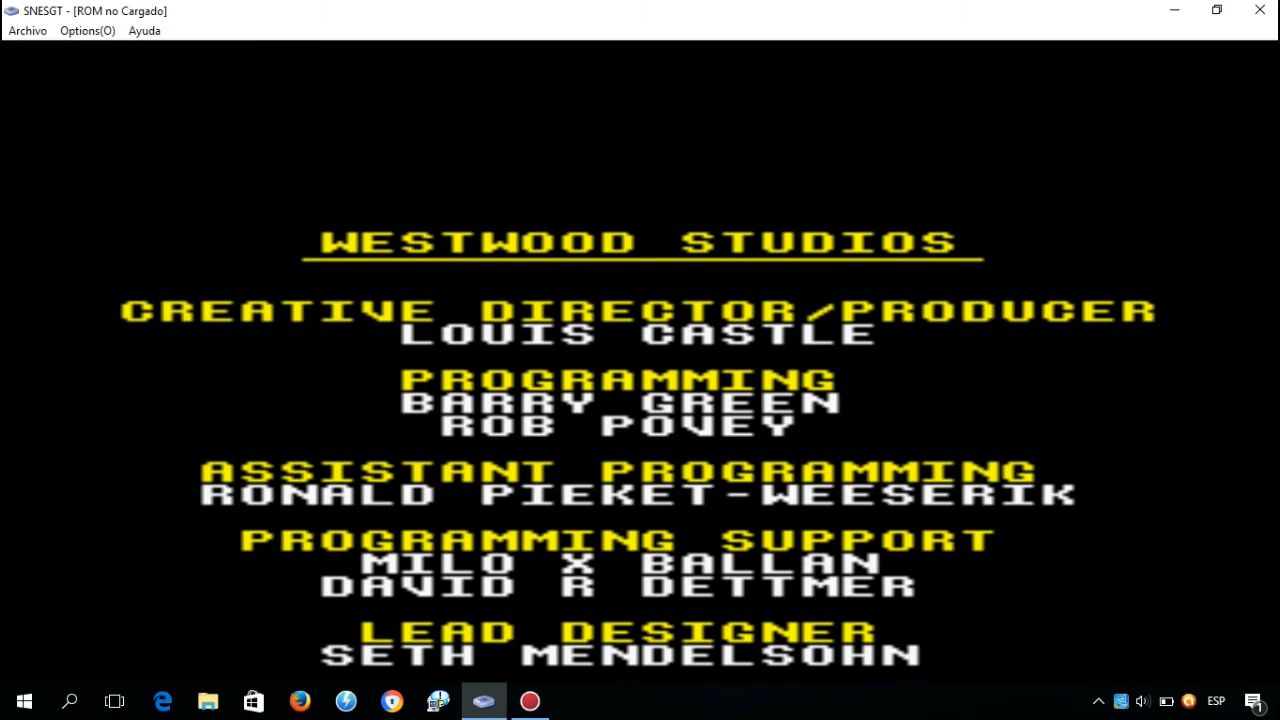 SNESGT - [ROM no Cargado]
Archivo Options(O) Ayuda
WESTWOOD STUDIOS
CREATIVE DIRECTOR/PRODUCER
LOUIS CASTLE
PROGRAMMING
BARRY GREEN
ROB POVEY
ASSISTANT PROGRAMMING
RONALD PIEKET-WEESERIK
PROGRAMMING SUPPORT
MILO X BALLAN
DAVID R DETTMER
LEAD DESIGNER
SETH MENDELSOHN
ESP
1